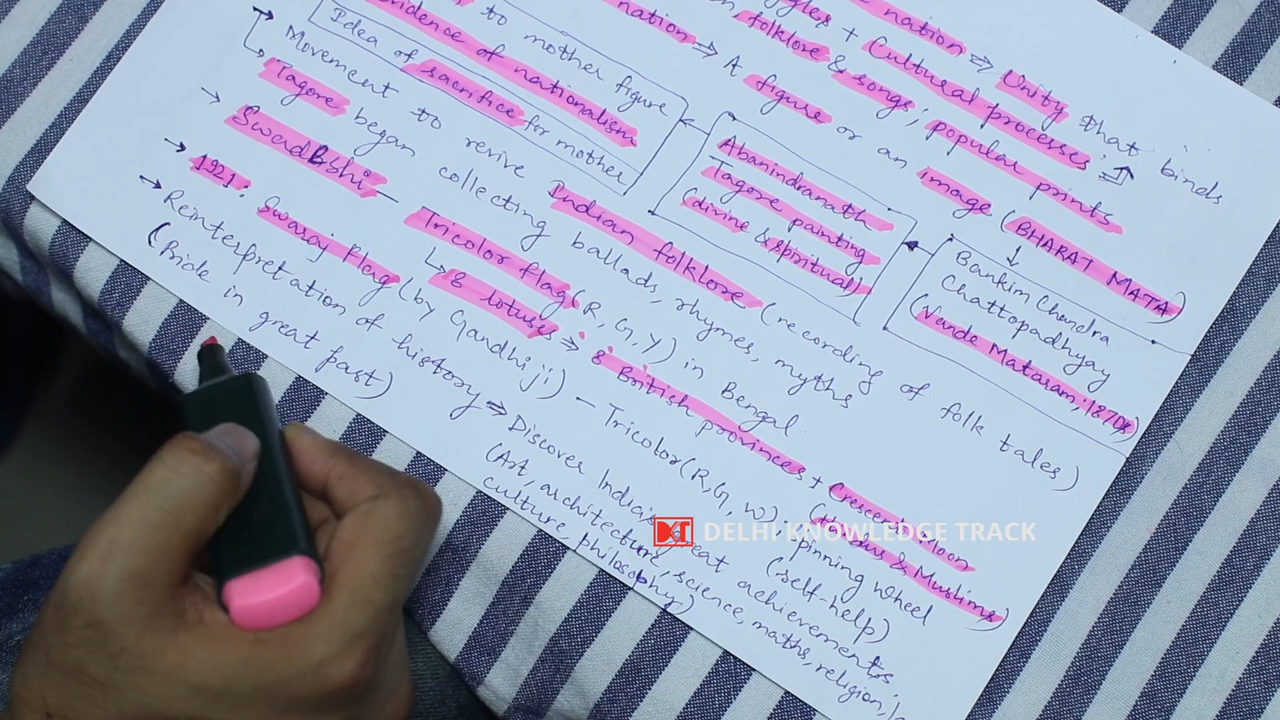 nation ⇒ Unity that binds
+ Cultural processes
folklore & songs, popular prints
nation ⇒ A figure or an image (BHARAT MATA)
to mother figure
evidence of nationalism
Idea of sacrifice for mother
Abanindranath
Tagore painting
(divine & spiritual)
Bankim Chandra
Chattopadhyay
(Vande Mataram, 1870s)
→ Movement to revive Indian folklore (recording of folk tales)
Tagore began collecting ballads, rhymes, myths
→ Swadeshi - Tricolor flag (R, G, Y) in Bengal.
↳ 8 lotuses ⇒ 8 British provinces + Crescent Moon
(Hindus & Muslims)
→ 1921: Swaraj Flag (by Gandhiji) - Tricolor (R, G, W), spinning wheel
(self-help)
→ Reinterpretation of history ⇒ Discover India's great achievements
(Pride in great past)
(Art, architecture, science, maths, religion,
culture, philosophy)
DKT DELHI KNOWLEDGE TRACK